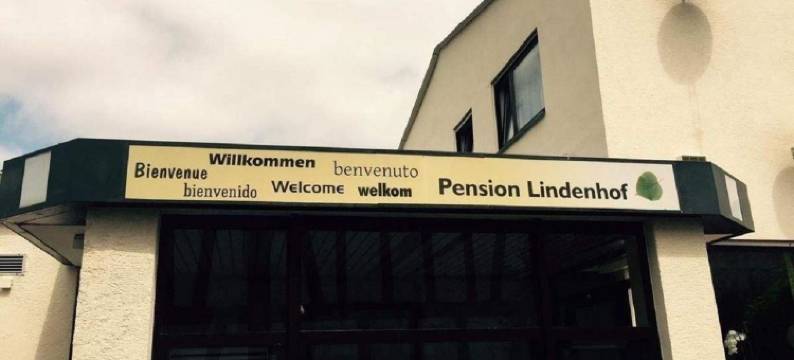 Willkommen benvenuto
Bienvenue
bienvenido Welcome welkom
Pension Lindenhof